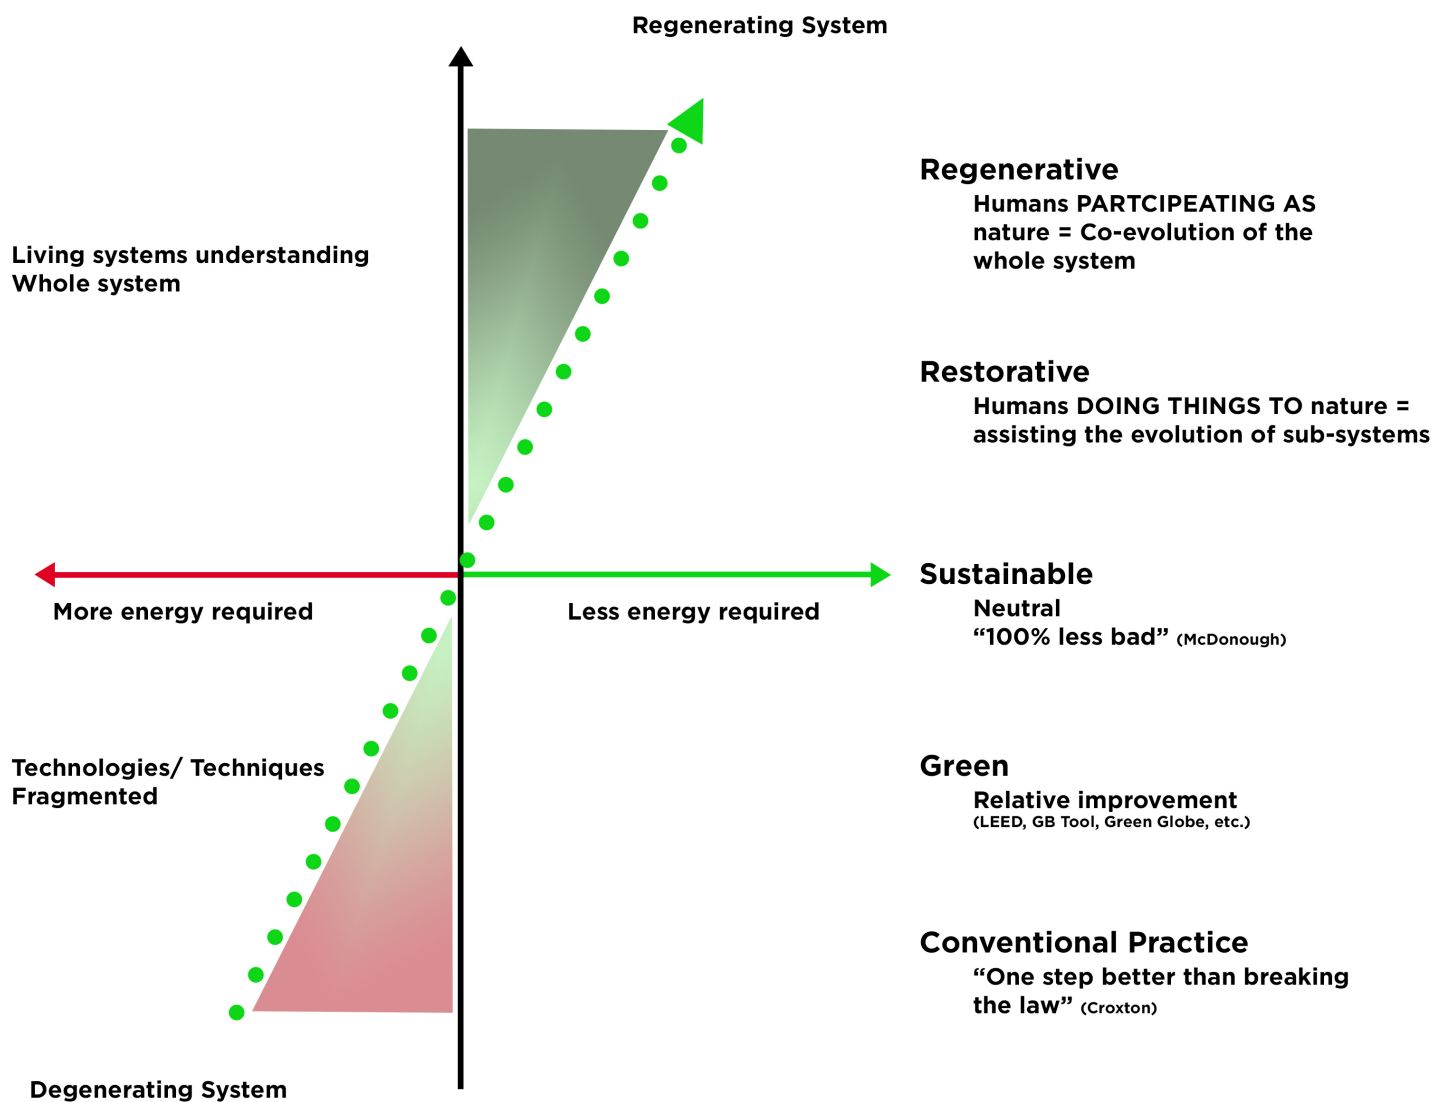 Regenerating System
Living systems understanding
Whole system
Regenerative
Humans PARTCIPEATING AS
nature = Co-evolution of the
whole system
Restorative
Humans DOING THINGS TO nature =
assisting the evolution of sub-systems
More energy required
Less energy required
Sustainable
Neutral
“100% less bad” (McDonough)
Technologies/ Techniques
Fragmented
Green
Relative improvement
(LEED, GB Tool, Green Globe, etc.)
Conventional Practice
“One step better than breaking
the law” (Croxton)
Degenerating System